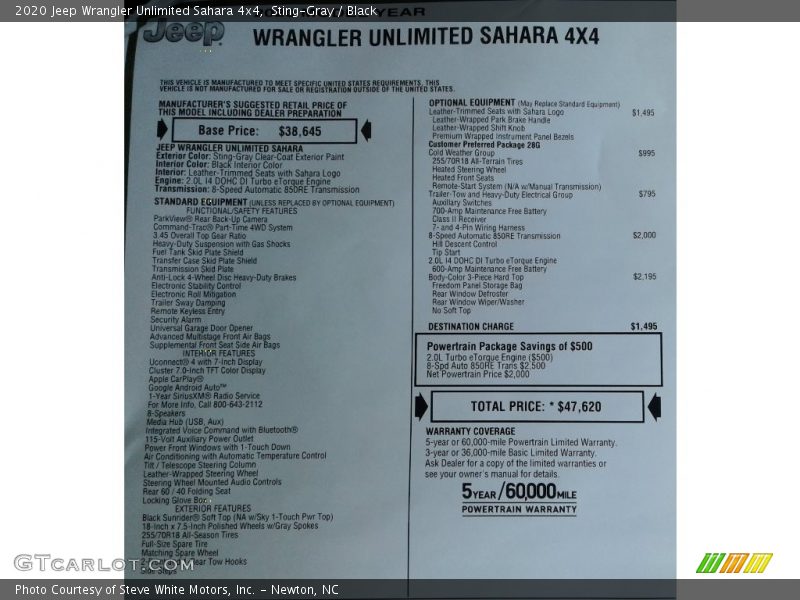 2020 Jeep Wrangler Unlimited Sahara 4x4, Sting-Gray / Black
YEAR
Jeep
WRANGLER UNLIMITED SAHARA 4X4
THIS VEHICLE IS MANUFACTURED TO MEET SPECIFIC UNITED STATES REQUIREMENTS. THIS
VEHICLE IS NOT MANUFACTURED FOR SALE OR REGISTRATION OUTSIDE OF THE UNITED STATES.
MANUFACTURER'S SUGGESTED RETAIL PRICE OF
THIS MODEL INCLUDING DEALER PREPARATION
Base Price: $38,645
JEEP WRANGLER UNLIMITED SAHARA
Exterior Color: Sting-Gray Clear-Coat Exterior Paint
Interior Color: Black Interior Color
Interior: Leather-Trimmed Seats with Sahara Logo
Engine: 2.0L I4 DOHC DI Turbo eTorque Engine
Transmission: 8-Speed Automatic 850RE Transmission
STANDARD EQUIPMENT (UNLESS REPLACED BY OPTIONAL EQUIPMENT)
FUNCTIONAL/SAFETY FEATURES
ParkView® Rear Back-Up Camera
Command-Trac® Part-Time 4WD System
3.45 Overall Top Gear Ratio
Heavy-Duty Suspension with Gas Shocks
Fuel Tank Skid Plate Shield
Transfer Case Skid Plate Shield
Transmission Skid Plate
Anti-Lock 4-Wheel Disc Heavy-Duty Brakes
Electronic Stability Control
Electronic Roll Mitigation
Trailer Sway Damping
Remote Keyless Entry
Security Alarm
Universal Garage Door Opener
Advanced Multistage Front Air Bags
Supplemental Front Seat Side Air Bags
INTERIOR FEATURES
Uconnect® 4 with 7-Inch Display
Cluster 7.0-Inch TFT Color Display
Apple CarPlay®
Google Android Auto™
1-Year SiriusXM® Radio Service
For More Info, Call 800-643-2112
8-Speakers
Media Hub (USB, Aux)
Integrated Voice Command with Bluetooth®
115-Volt Auxiliary Power Outlet
Power Front Windows with 1-Touch Down
Air Conditioning with Automatic Temperature Control
Tilt / Telescope Steering Column
Leather-Wrapped Steering Wheel
Steering Wheel Mounted Audio Controls
Rear 60 / 40 Folding Seat
Locking Glove Box
EXTERIOR FEATURES
Black Sunrider® Soft Top (NA w/Sky 1-Touch Pwr Top)
18-Inch x 7.5-Inch Polished Wheels w/Gray Spokes
255/70R18 All-Season Tires
Full-Size Spare Tire
Matching Spare Wheel
Rear Tow Hooks
Side Steps
OPTIONAL EQUIPMENT (May Replace Standard Equipment)
Leather-Trimmed Seats with Sahara Logo $1,495
Leather-Wrapped Park Brake Handle
Leather-Wrapped Shift Knob
Premium Wrapped Instrument Panel Bezels
Customer Preferred Package 28G
Cold Weather Group $995
255/70R18 All-Terrain Tires
Heated Steering Wheel
Heated Front Seats
Remote-Start System (N/A w/Manual Transmission)
Trailer-Tow and Heavy-Duty Electrical Group $795
Auxiliary Switches
700-Amp Maintenance Free Battery
Class II Receiver
7- and 4-Pin Wiring Harness
8-Speed Automatic 850RE Transmission $2,000
Hill Descent Control
Tip Start
2.0L I4 DOHC DI Turbo eTorque Engine
600-Amp Maintenance Free Battery
Body-Color 3-Piece Hard Top $2,195
Freedom Panel Storage Bag
Rear Window Defroster
Rear Window Wiper/Washer
No Soft Top
DESTINATION CHARGE $1,495
Powertrain Package Savings of $500
2.0L Turbo eTorque Engine ($500)
8-Spd Auto 850RE Trans $2,500
Net Powertrain Price $2,000
TOTAL PRICE: * $47,620
WARRANTY COVERAGE
5-year or 60,000-mile Powertrain Limited Warranty.
3-year or 36,000-mile Basic Limited Warranty.
Ask Dealer for a copy of the limited warranties or
see your owner's manual for details.
5YEAR/60,000MILE
POWERTRAIN WARRANTY
GTCarLot.com
Photo Courtesy of Steve White Motors, Inc. - Newton, NC